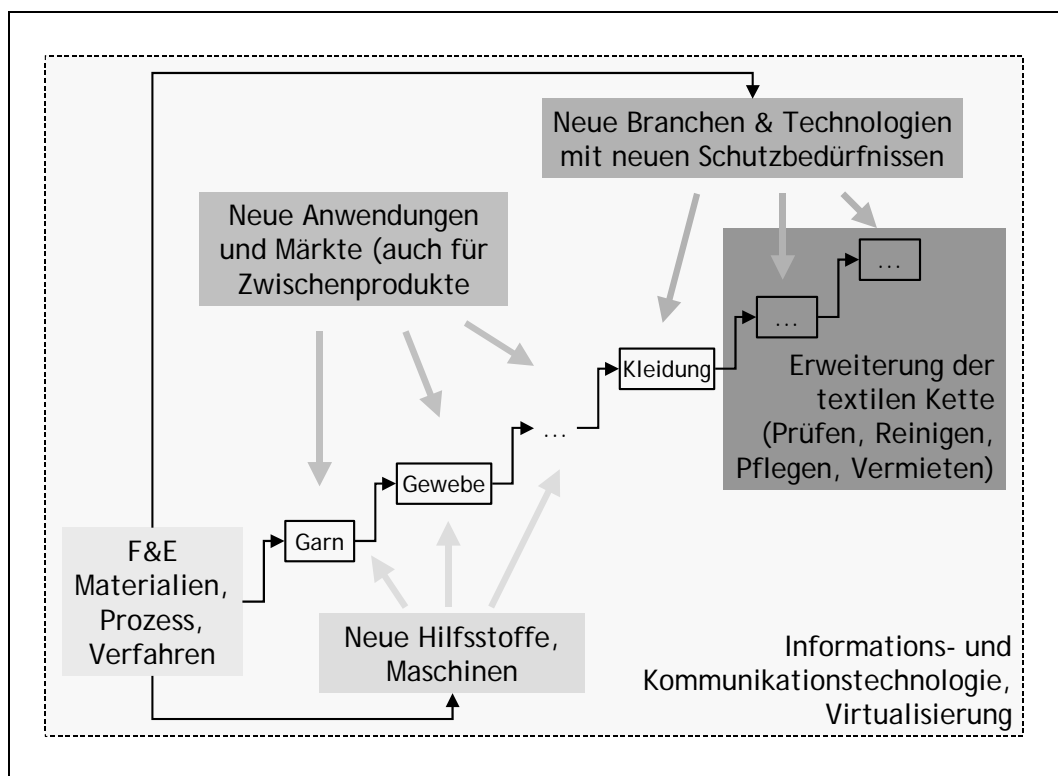 Neue Branchen & Technologien
mit neuen Schutzbedürfnissen
Neue Anwendungen
und Märkte (auch für
Zwischenprodukte
...
...
Kleidung
Erweiterung der
textilen Kette
(Prüfen, Reinigen,
Pflegen, Vermieten)
...
Gewebe
Garn
F&E
Materialien,
Prozess,
Verfahren
Neue Hilfsstoffe,
Maschinen
Informations- und
Kommunikationstechnologie,
Virtualisierung